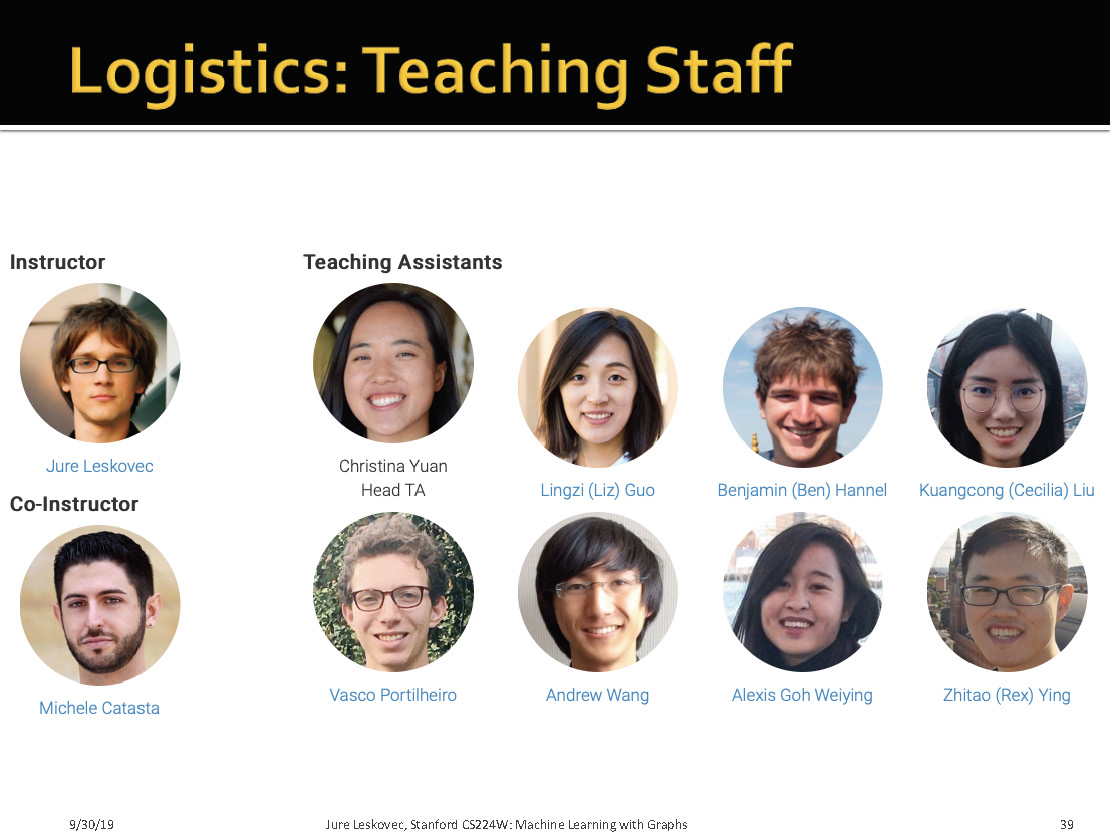 Logistics: Teaching Staff
Instructor
Jure Leskovec
Co-Instructor
Michele Catasta
Teaching Assistants
Christina Yuan
Head TA
Lingzi (Liz) Guo
Benjamin (Ben) Hannel
Kuangcong (Cecilia) Liu
Vasco Portilheiro
Andrew Wang
Alexis Goh Weiying
Zhitao (Rex) Ying
9/30/19
Jure Leskovec, Stanford CS224W: Machine Learning with Graphs
39